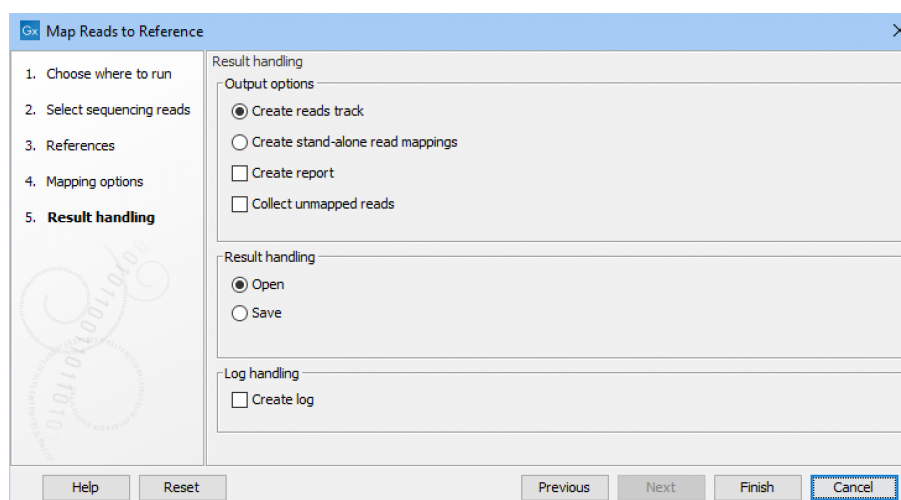 Gx Map Reads to Reference
1. Choose where to run
2. Select sequencing reads
3. References
4. Mapping options
5. Result handling
Result handling
Output options
Create reads track
Create stand-alone read mappings
Create report
Collect unmapped reads
Result handling
Open
Save
Log handling
Create log
Help Reset Previous Next Finish Cancel